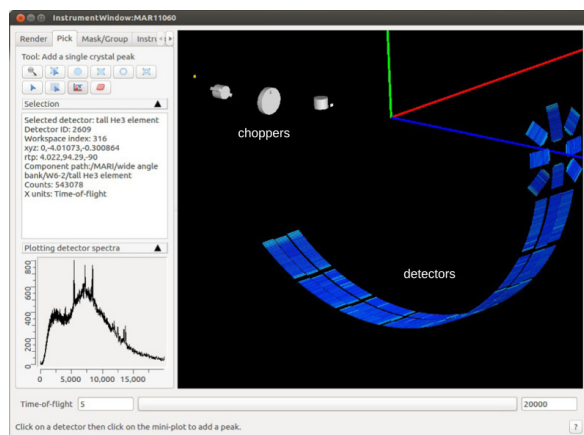 InstrumentWindow:MAR11060
Render Pick Mask/Group Instru
Tool: Add a single crystal peak
Selection
Selected detector: tall He3 element
Detector ID: 2609
Workspace index: 316
xyz: 0,-4.01073,-0.300864
rtp: 4.022,94.29,-90
Component path:/MARI/wide angle
bank/W6-2/tall He3 element
Counts: 543078
X units: Time-of-flight
Plotting detector spectra
800
600
400
200
0
0 5,000 10,000 15,000
choppers
detectors
Time-of-flight 5 20000
Click on a detector then click on the mini-plot to add a peak. ?